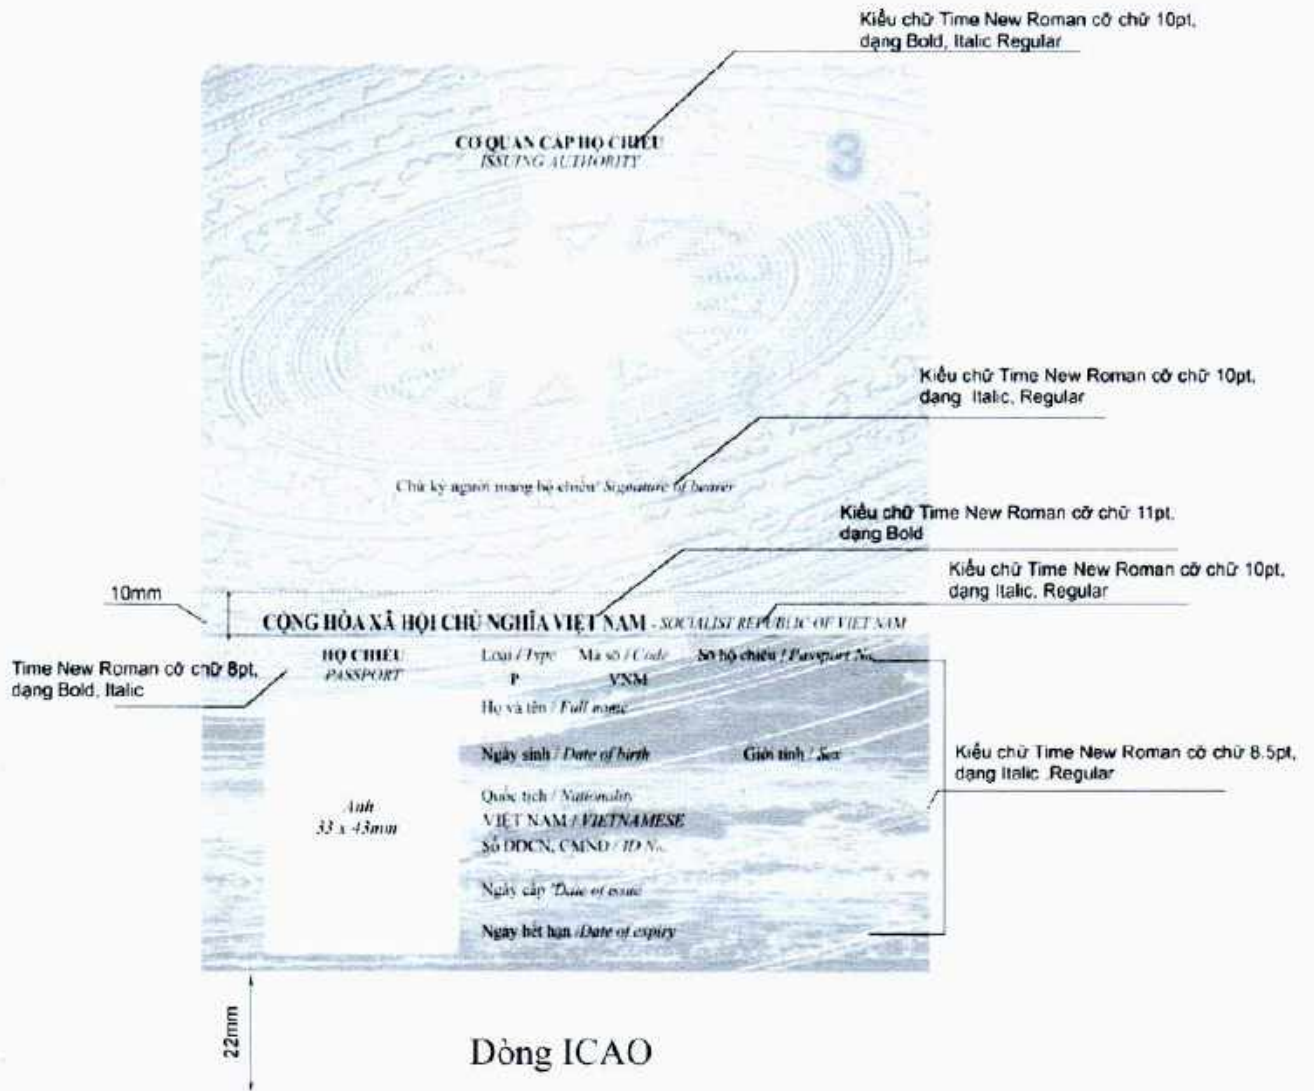 Kiểu chữ Time New Roman cỡ chữ 10pt,
dạng Bold, Italic Regular
CƠ QUAN CẤP HỘ CHIẾU
ISSUING AUTHORITY
3
Kiểu chữ Time New Roman cỡ chữ 10pt,
dạng Italic, Regular
Chữ ký người mang hộ chiếu/ Signature of bearer
Kiểu chữ Time New Roman cỡ chữ 11pt,
dạng Bold
Kiểu chữ Time New Roman cỡ chữ 10pt,
dạng Italic, Regular
10mm
CỘNG HÒA XÃ HỘI CHỦ NGHĨA VIỆT NAM - SOCIALIST REPUBLIC OF VIET NAM
Time New Roman cỡ chữ 8pt,
dạng Bold, Italic
HỘ CHIẾU
PASSPORT
Loại / Type Mã số / Code Số hộ chiếu / Passport No.
P VNM
Họ và tên / Full name
Ngày sinh / Date of birth Giới tính / Sex
Kiểu chữ Time New Roman cỡ chữ 8.5pt,
dạng Italic .Regular
Ảnh
33 x 43mm
Quốc tịch / Nationality
VIỆT NAM / VIETNAMESE
Số ĐDCN, CMND / ID No.
Ngày cấp /Date of issue
Ngày hết hạn /Date of expiry
22mm
Dòng ICAO